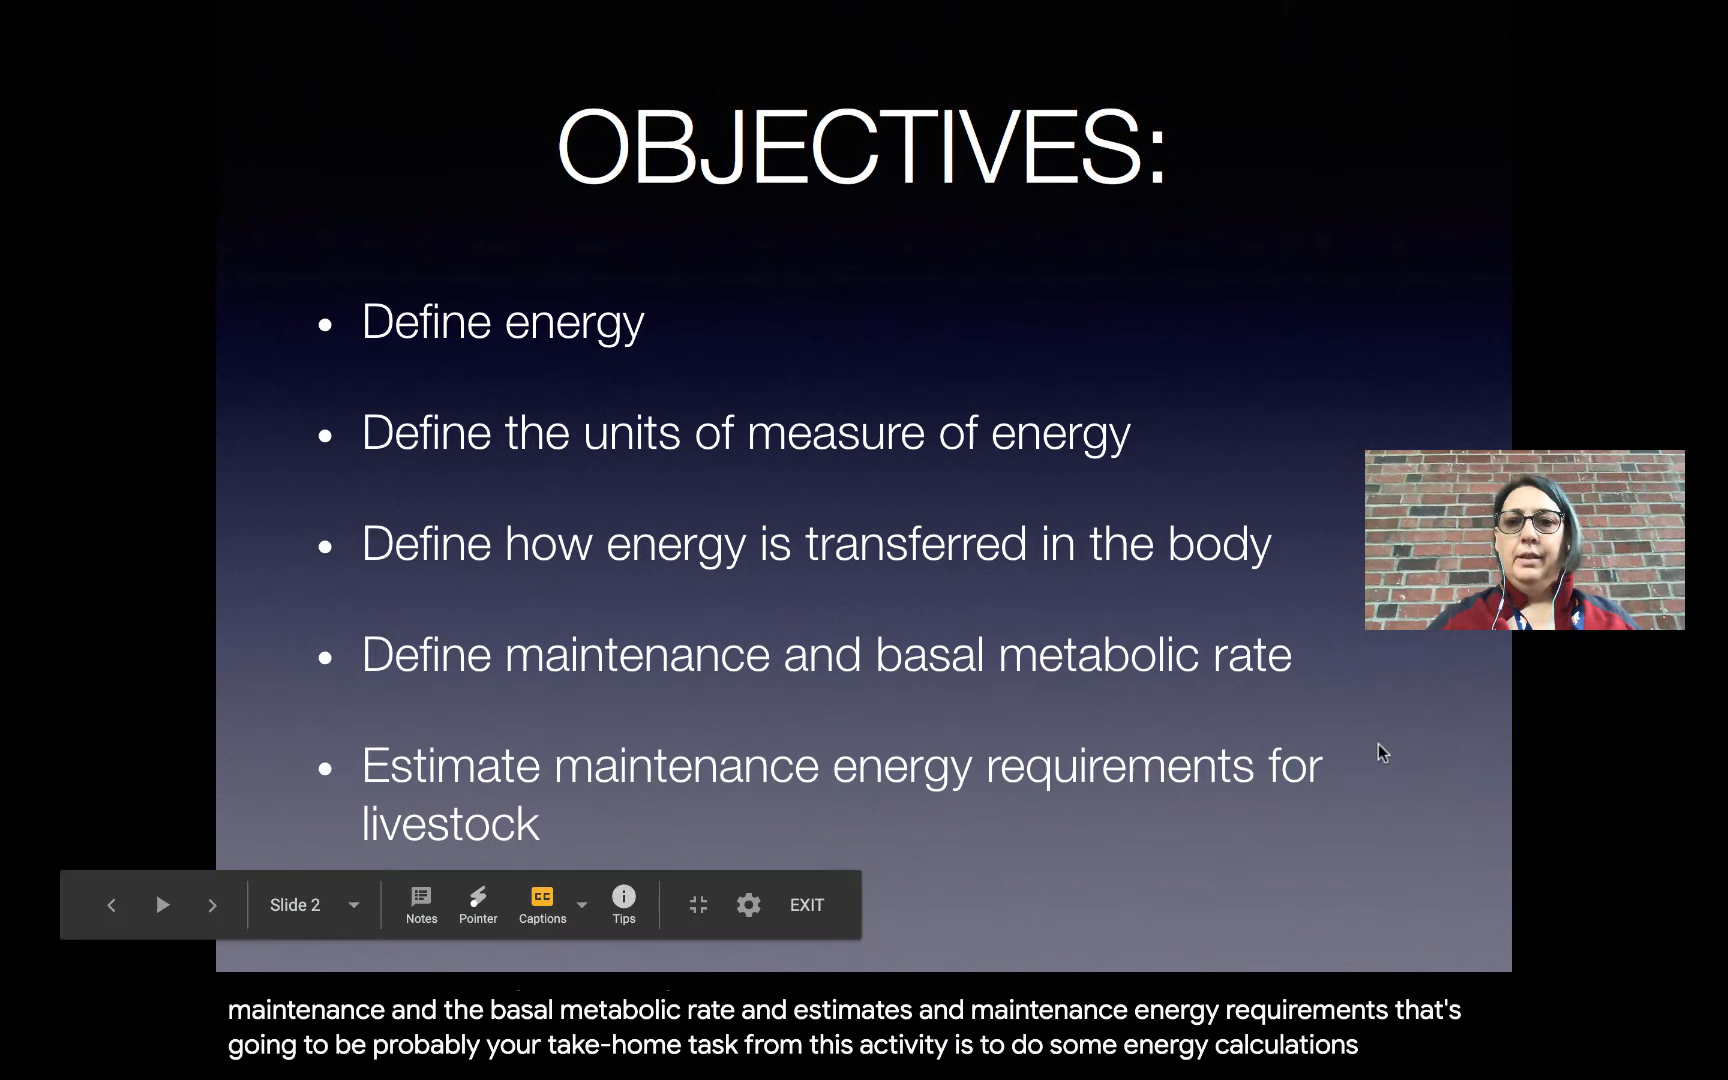 OBJECTIVES:
• Define energy
• Define the units of measure of energy
• Define how energy is transferred in the body
• Define maintenance and basal metabolic rate
• Estimate maintenance energy requirements for
livestock
Slide 2
Notes
Pointer
CC
Captions
Tips
EXIT
maintenance and the basal metabolic rate and estimates and maintenance energy requirements that's
going to be probably your take-home task from this activity is to do some energy calculations